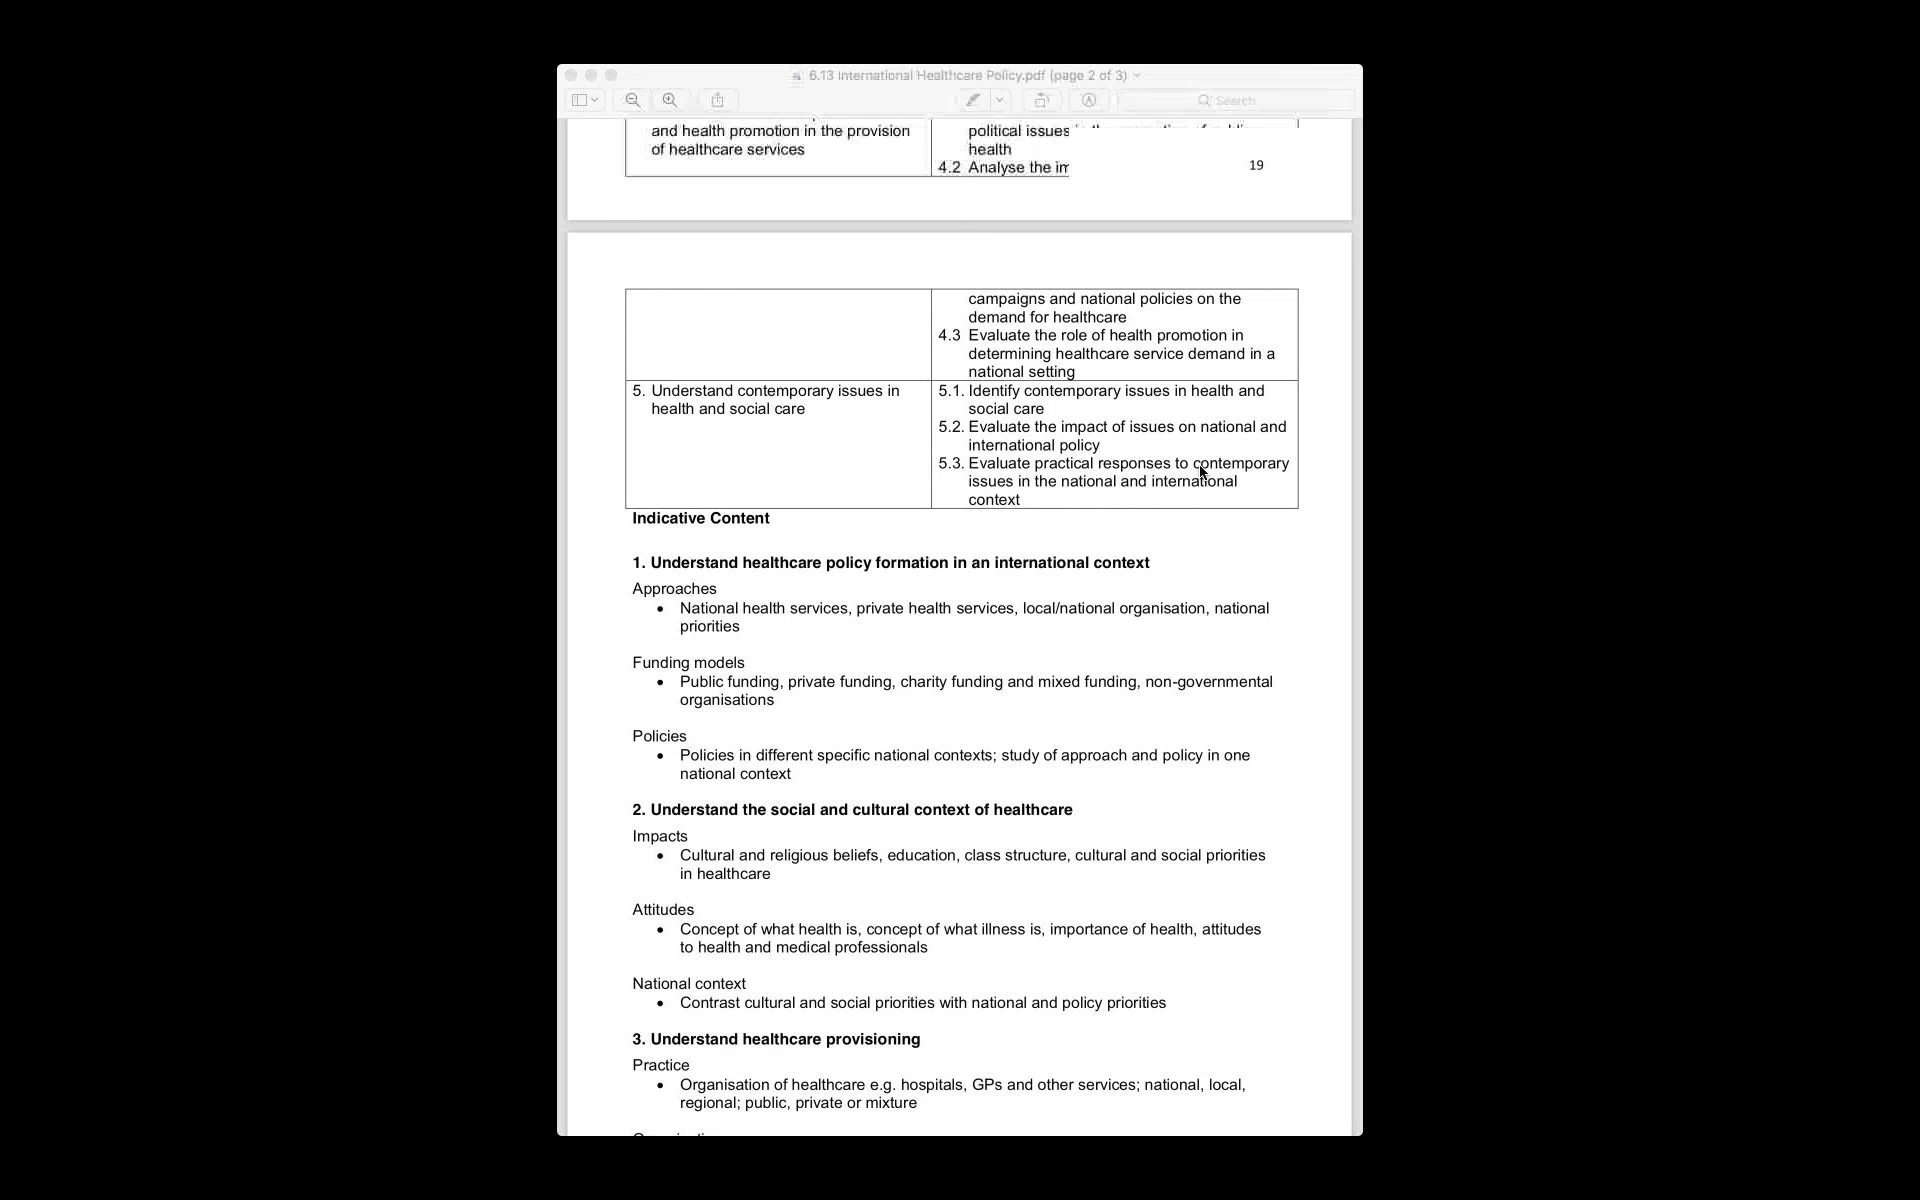 6.13 International Healthcare Policy.pdf (page 2 of 3)
Search
and health promotion in the provision
of healthcare services
political issues
health
4.2 Analyse the
19
campaigns and national policies on the
demand for healthcare
4.3 Evaluate the role of health promotion in
determining healthcare service demand in a
national setting
5. Understand contemporary issues in
health and social care
5.1. Identify contemporary issues in health and
social care
5.2. Evaluate the impact of issues on national and
international policy
5.3. Evaluate practical responses to contemporary
issues in the national and international
context
Indicative Content
1. Understand healthcare policy formation in an international context
Approaches
• National health services, private health services, local/national organisation, national
priorities
Funding models
• Public funding, private funding, charity funding and mixed funding, non-governmental
organisations
Policies
• Policies in different specific national contexts; study of approach and policy in one
national context
2. Understand the social and cultural context of healthcare
Impacts
• Cultural and religious beliefs, education, class structure, cultural and social priorities
in healthcare
Attitudes
• Concept of what health is, concept of what illness is, importance of health, attitudes
to health and medical professionals
National context
• Contrast cultural and social priorities with national and policy priorities
3. Understand healthcare provisioning
Practice
• Organisation of healthcare e.g. hospitals, GPs and other services; national, local,
regional; public, private or mixture